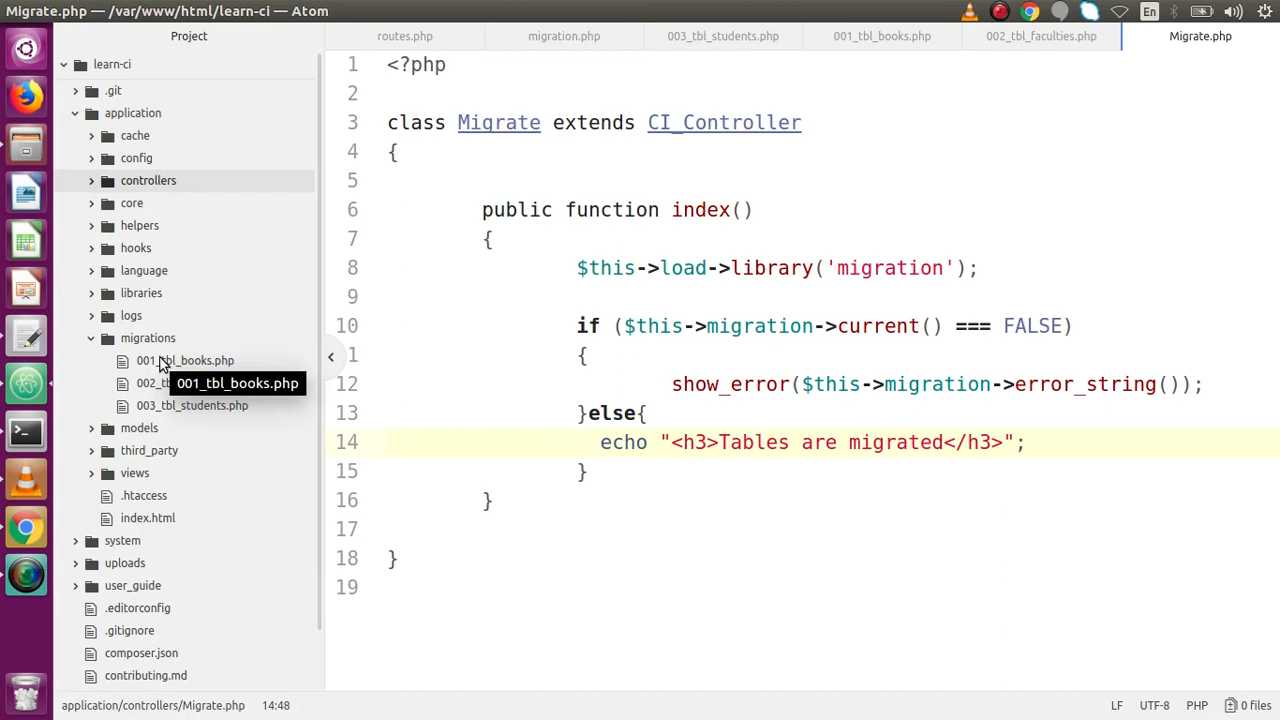 Migrate.php — /var/www/html/learn-ci — Atom
En
Project
routes.php
migration.php
003_tbl_students.php
001_tbl_books.php
002_tbl_faculties.php
Migrate.php
learn-ci
.git
application
cache
config
controllers
core
helpers
hooks
language
libraries
logs
migrations
001_tbl_books.php
002_tb
001_tbl_books.php
003_tbl_students.php
models
third_party
views
.htaccess
index.html
system
uploads
user_guide
.editorconfig
.gitignore
composer.json
contributing.md
1 <?php
2
3 class Migrate extends CI_Controller
4 {
5
6 public function index()
7 {
8 $this->load->library('migration');
9
10 if ($this->migration->current() === FALSE)
1 {
12 show_error($this->migration->error_string());
13 }else{
14 echo "<h3>Tables are migrated</h3>";
15 }
16 }
17
18 }
19
application/controllers/Migrate.php 14:48
LF UTF-8 PHP 0 files